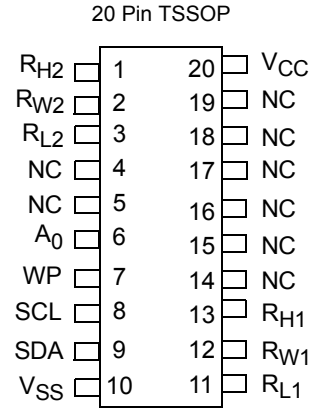 20 Pin TSSOP
RH2 1 20 VCC
RW2 2 19 NC
RL2 3 18 NC
NC 4 17 NC
NC 5 16 NC
A0 6 15 NC
WP 7 14 NC
SCL 8 13 RH1
SDA 9 12 RW1
VSS 10 11 RL1